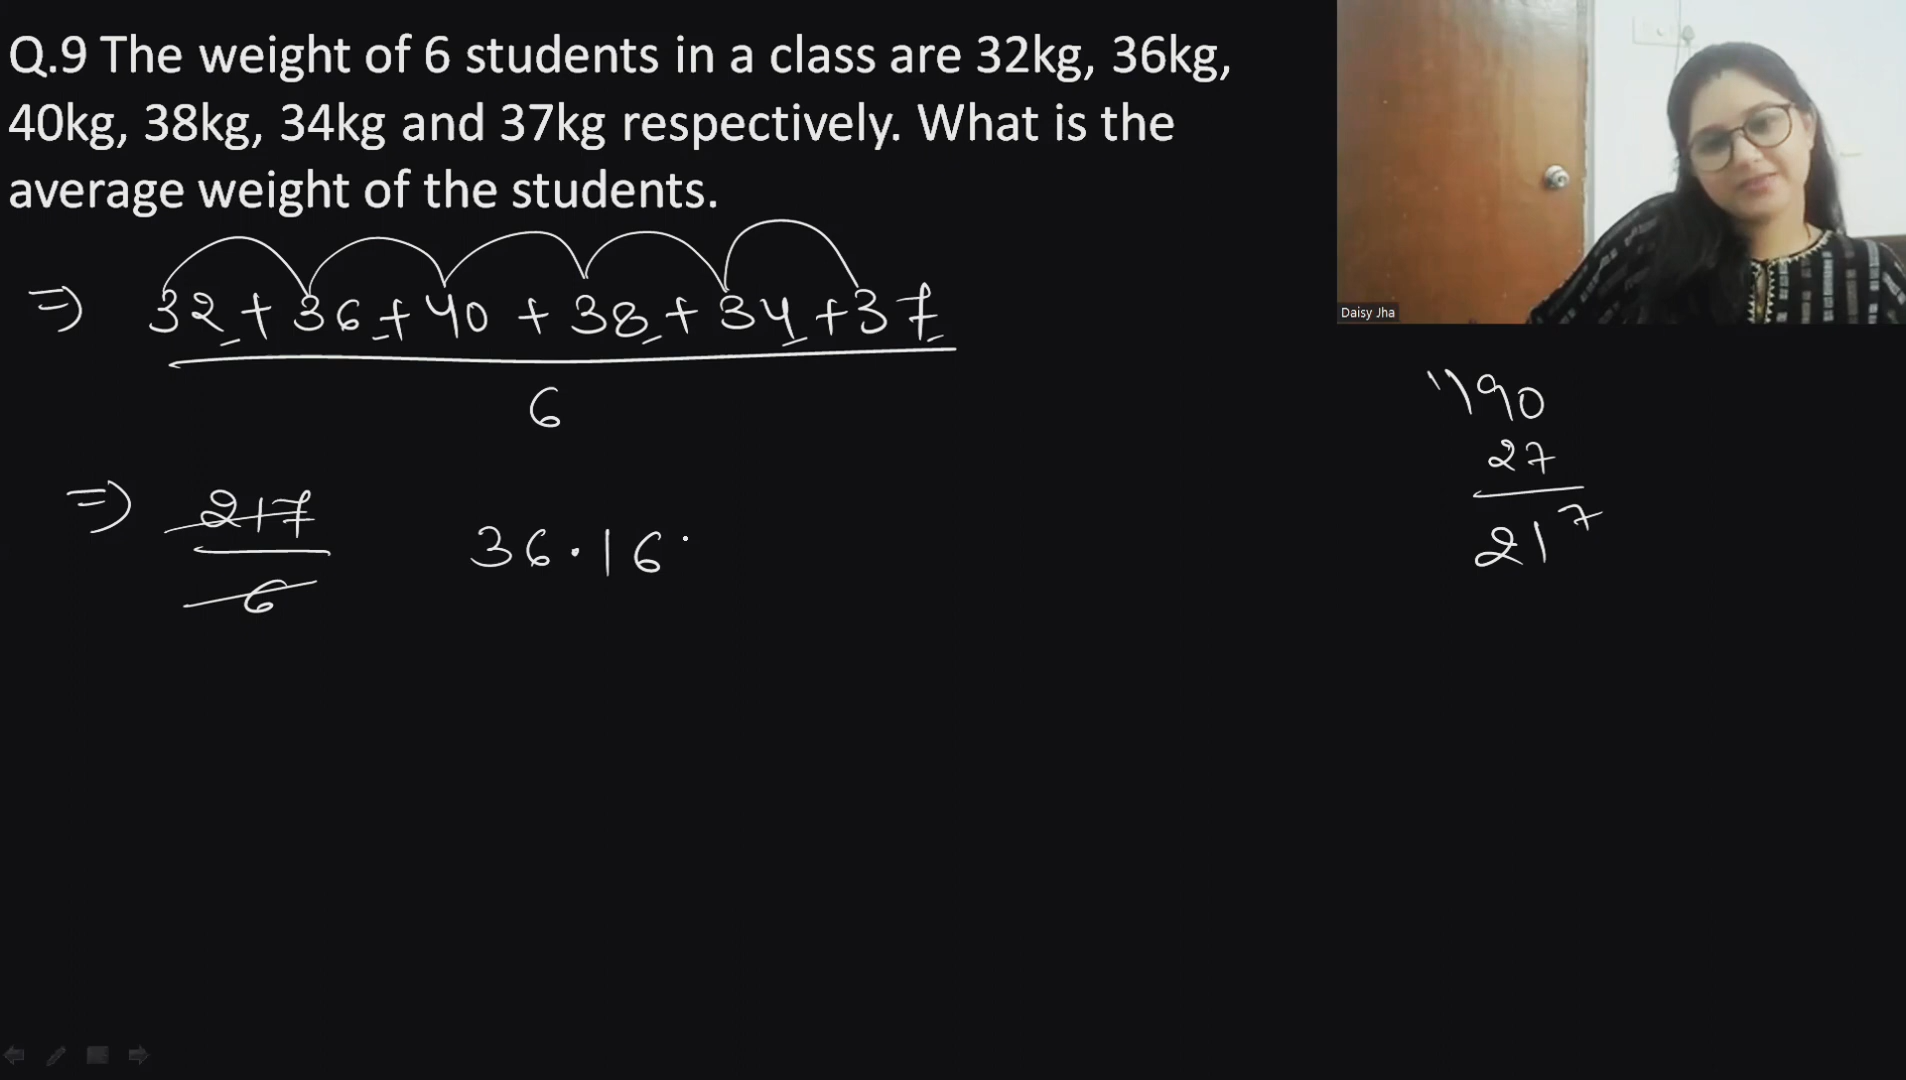 Q.9 The weight of 6 students in a class are 32kg, 36kg,
40kg, 38kg, 34kg and 37kg respectively. What is the
average weight of the students.
Daisy Jha
⇒ 32 + 36 + 40 + 38 + 34 + 37
6
190
27
217
⇒ 217
6
36.16